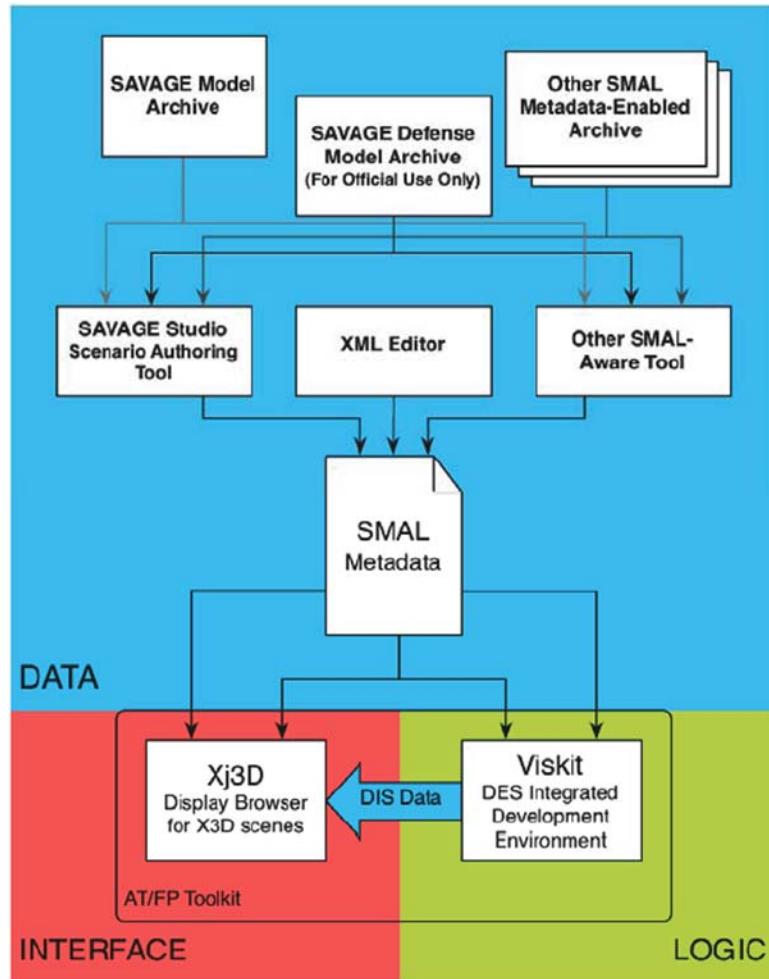 SAVAGE Model
Archive
SAVAGE Defense
Model Archive
(For Official Use Only)
Other SMAL
Metadata-Enabled
Archive
SAVAGE Studio
Scenario Authoring
Tool
XML Editor
Other SMAL-
Aware Tool
SMAL
Metadata
DATA
Xj3D
Display Browser
for X3D scenes
DIS Data
Viskit
DES Integrated
Development
Environment
AT/FP Toolkit
INTERFACE
LOGIC